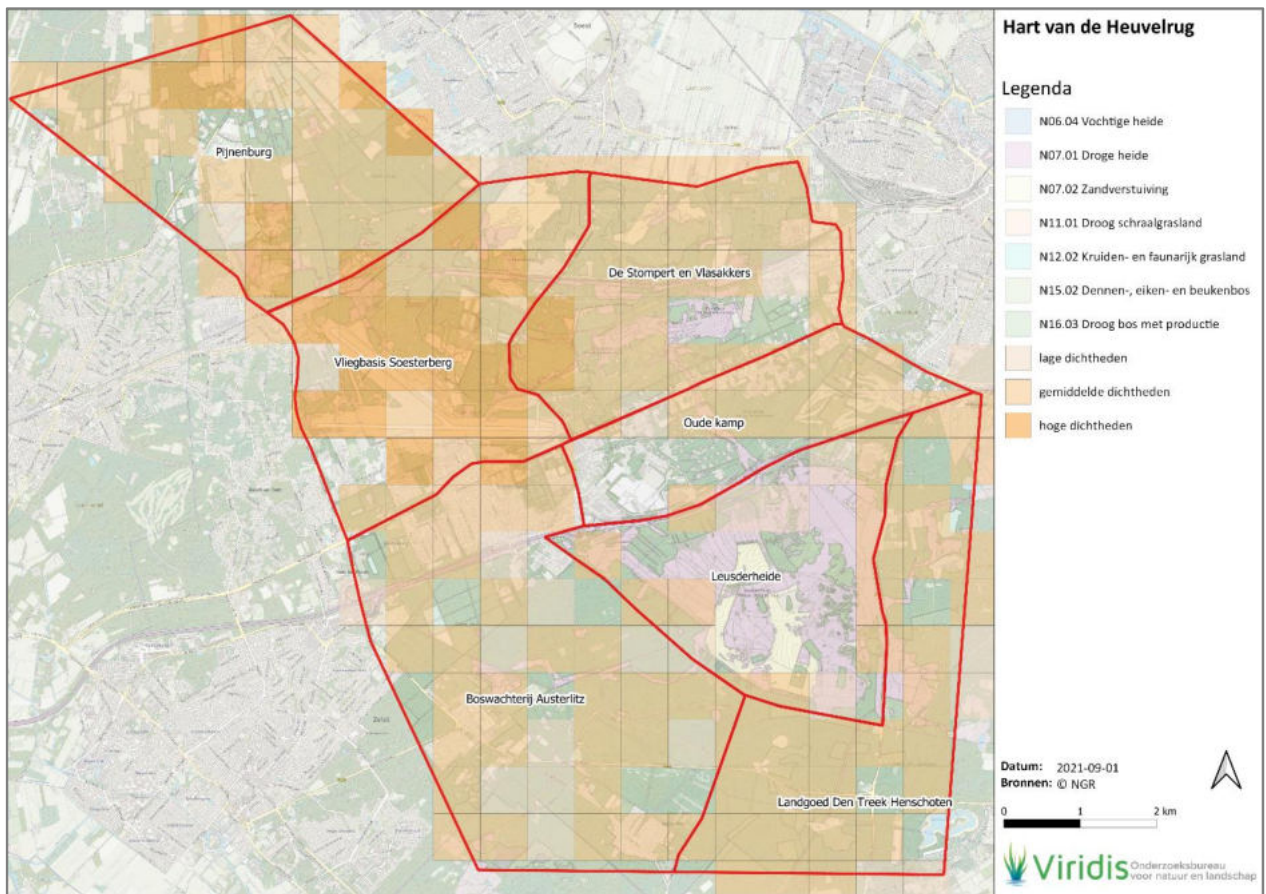 Hart van de Heuvelrug
Legenda
N06.04 Vochtige heide
N07.01 Droge heide
N07.02 Zandverstuiving
N11.01 Droog schraalgrasland
N12.02 Kruiden- en faunarijk grasland
N15.02 Dennen-, eiken- en beukenbos
N16.03 Droog bos met productie
lage dichtheden
gemiddelde dichtheden
hoge dichtheden
Soest
Pijnenburg
De Stompert en Vlasakkers
Vliegbasis Soesterberg
Oude kamp
Leusderheide
Boswachterij Austerlitz
Zeist
Landgoed Den Treek Henschoten
Datum: 2021-09-01
Bronnen: © NGR
0 1 2 km
Viridis Onderzoeksbureau
voor natuur en landschap